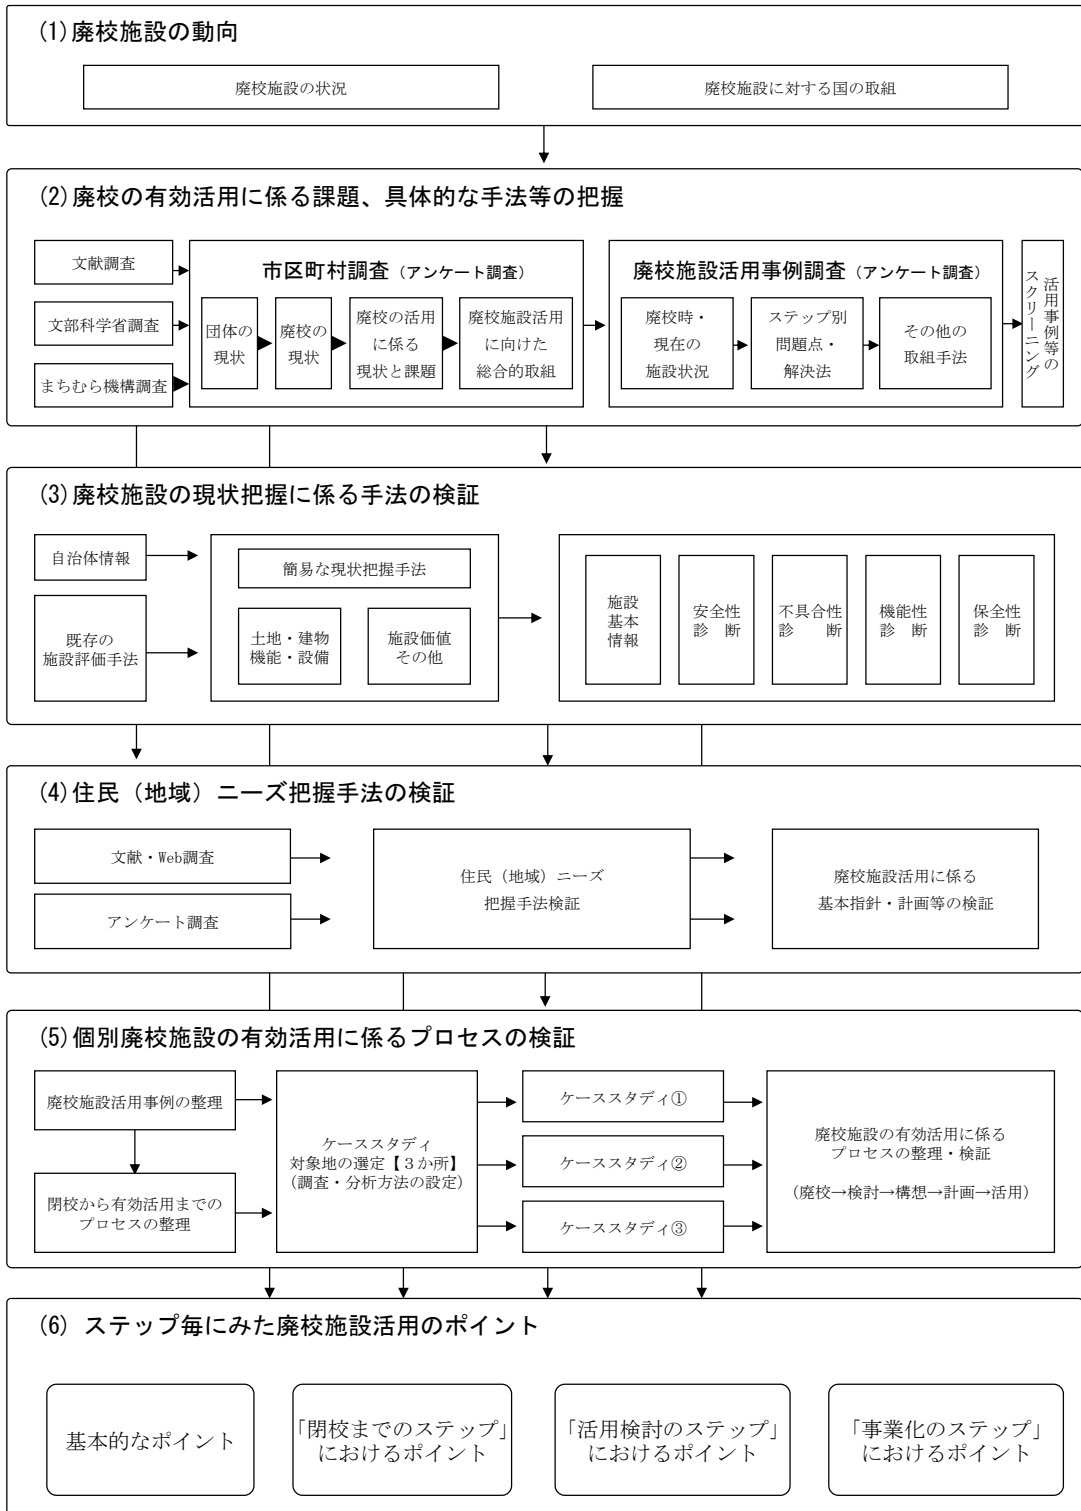 (1)廃校施設の動向
廃校施設の状況
廃校施設に対する国の取組
(2)廃校の有効活用に係る課題、具体的な手法等の把握
文献調査
文部科学省調査
まちむら機構調査
市区町村調査（アンケート調査）
団体の
現状
廃校の
現状
廃校の活用
に係る
現状と課題
廃校施設活用
に向けた
総合的取組
廃校施設活用事例調査（アンケート調査）
廃校時・
現在の
施設状況
ステップ別
問題点・
解決法
その他の
取組手法
活用事例等の
スクリーニング
(3)廃校施設の現状把握に係る手法の検証
自治体情報
既存の
施設評価手法
簡易な現状把握手法
土地・建物
機能・設備
施設価値
その他
施設
基本
情報
安全性
診　断
不具合性
診　　断
機能性
診　断
保全性
診　断
(4)住民（地域）ニーズ把握手法の検証
文献・Web調査
アンケート調査
住民（地域）ニーズ
把握手法検証
廃校施設活用に係る
基本指針・計画等の検証
(5)個別廃校施設の有効活用に係るプロセスの検証
廃校施設活用事例の整理
閉校から有効活用までの
プロセスの整理
ケーススタディ
対象地の選定【３か所】
（調査・分析方法の設定）
ケーススタディ①
ケーススタディ②
ケーススタディ③
廃校施設の有効活用に係る
プロセスの整理・検証
（廃校→検討→構想→計画→活用）
(6) ステップ毎にみた廃校施設活用のポイント
基本的なポイント
「閉校までのステップ」
におけるポイント
「活用検討のステップ」
におけるポイント
「事業化のステップ」
におけるポイント